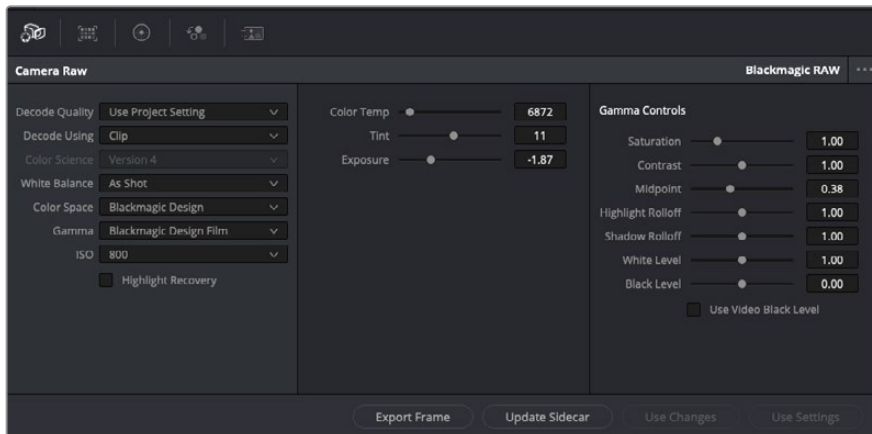 Camera Raw
Blackmagic RAW
Decode Quality Use Project Setting
Decode Using Clip
Color Science Version 4
White Balance As Shot
Color Space Blackmagic Design
Gamma Blackmagic Design Film
ISO 800
Highlight Recovery
Color Temp 6872
Tint 11
Exposure -1.87
Gamma Controls
Saturation 1.00
Contrast 1.00
Midpoint 0.38
Highlight Rolloff 1.00
Shadow Rolloff 1.00
White Level 1.00
Black Level 0.00
Use Video Black Level
Export Frame
Update Sidecar
Use Changes
Use Settings